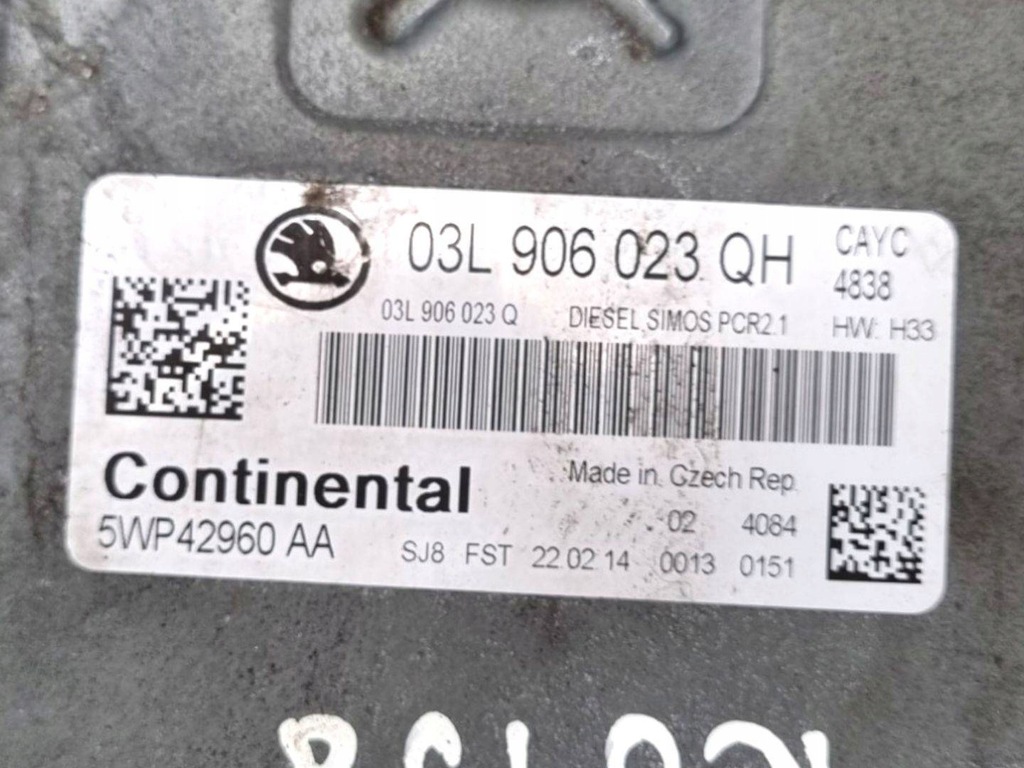 03L 906 023 QH CAYC
4838
03L 906 023 Q DIESEL SIMOS PCR2.1 HW: H33
Continental Made in Czech Rep.
02 4084
5WP42960 AA SJ8 FST 22 02 14 0013 0151